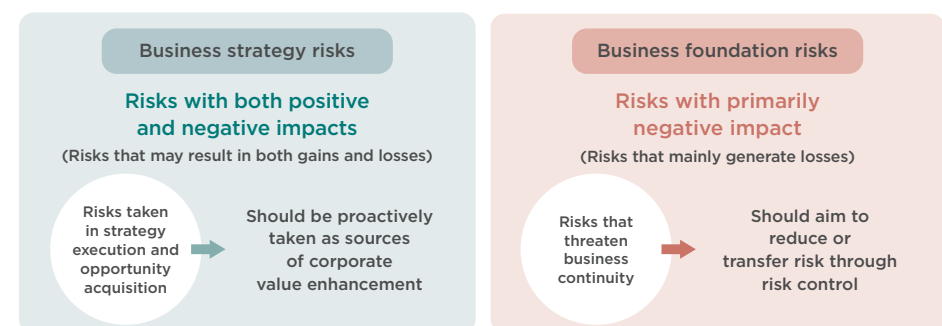 Business strategy risks
Risks with both positive
and negative impacts
(Risks that may result in both gains and losses)
Risks taken
in strategy
execution and
opportunity
acquisition
Should be proactively
taken as sources
of corporate
value enhancement
Business foundation risks
Risks with primarily
negative impact
(Risks that mainly generate losses)
Risks that
threaten
business
continuity
Should aim to
reduce or
transfer risk through
risk control